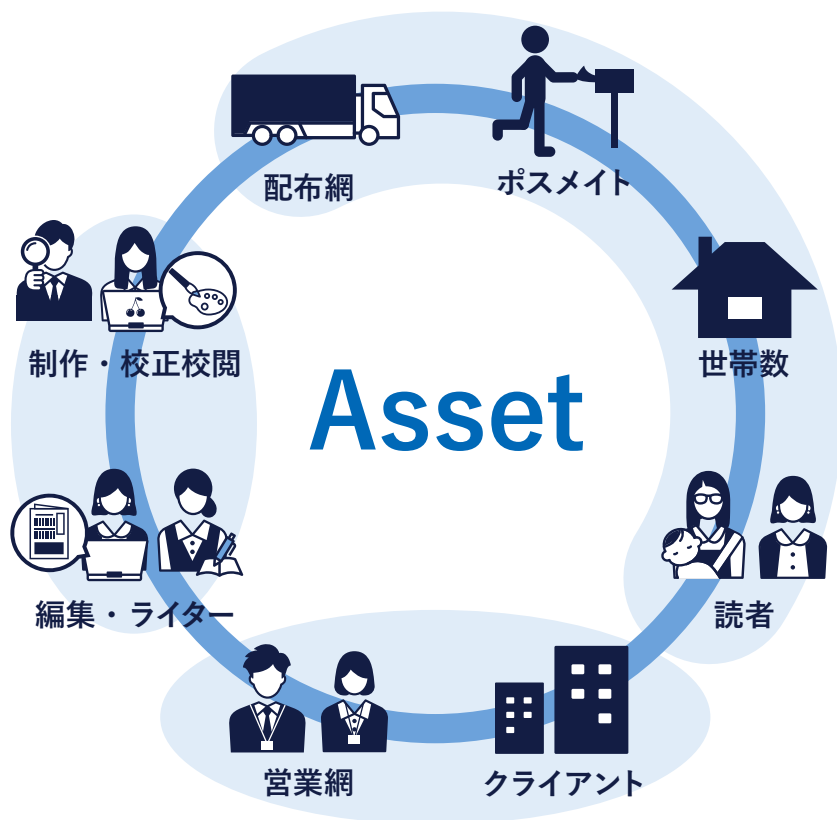 配布網
ポスメイト
制作・校正校閲
世帯数
Asset
編集・ライター
読者
営業網
クライアント